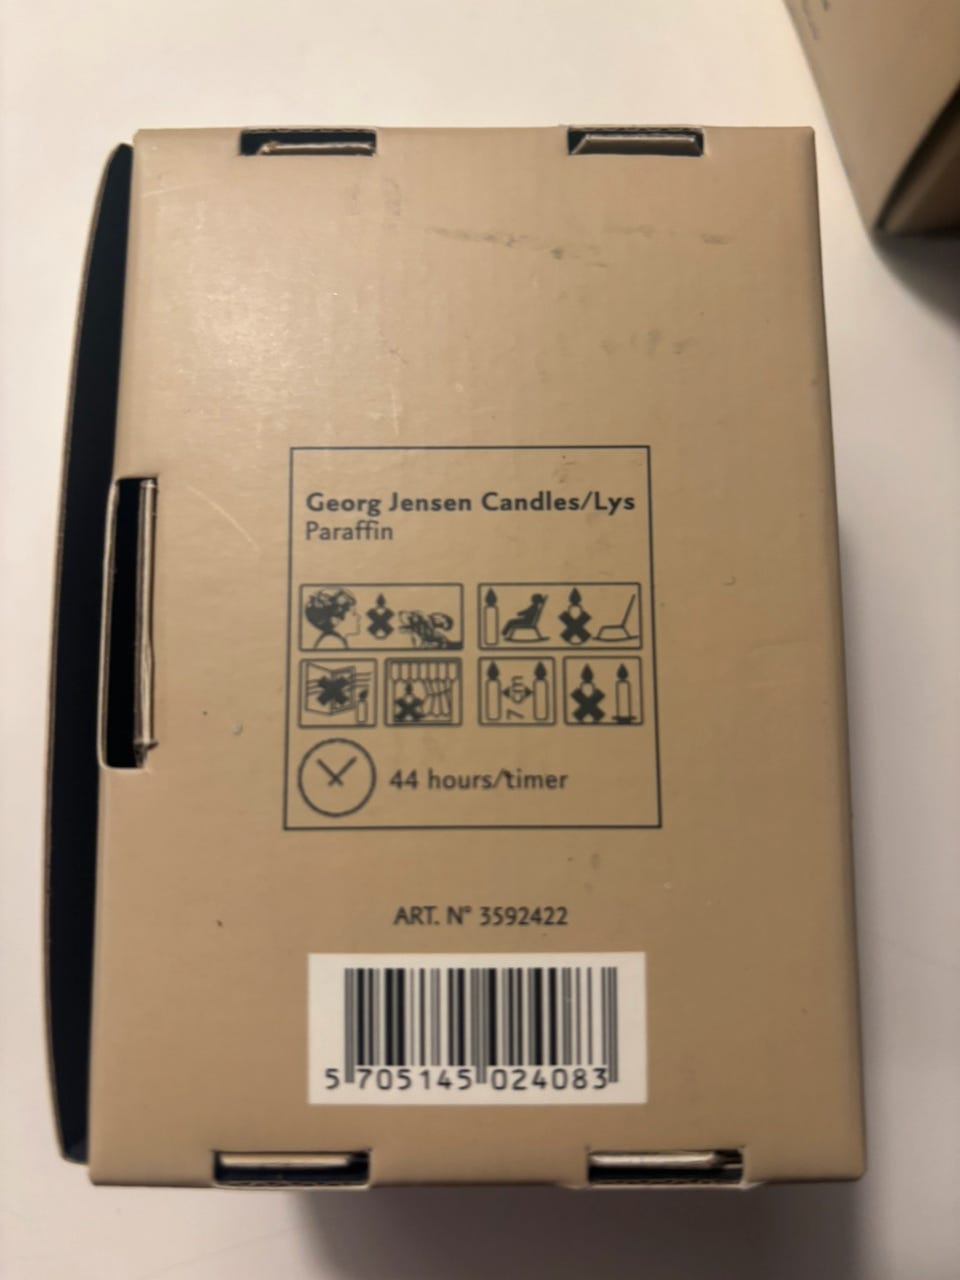 Georg Jensen Candles/Lys
Paraffin
44 hours/timer
ART. N° 3592422
5 705145 024083